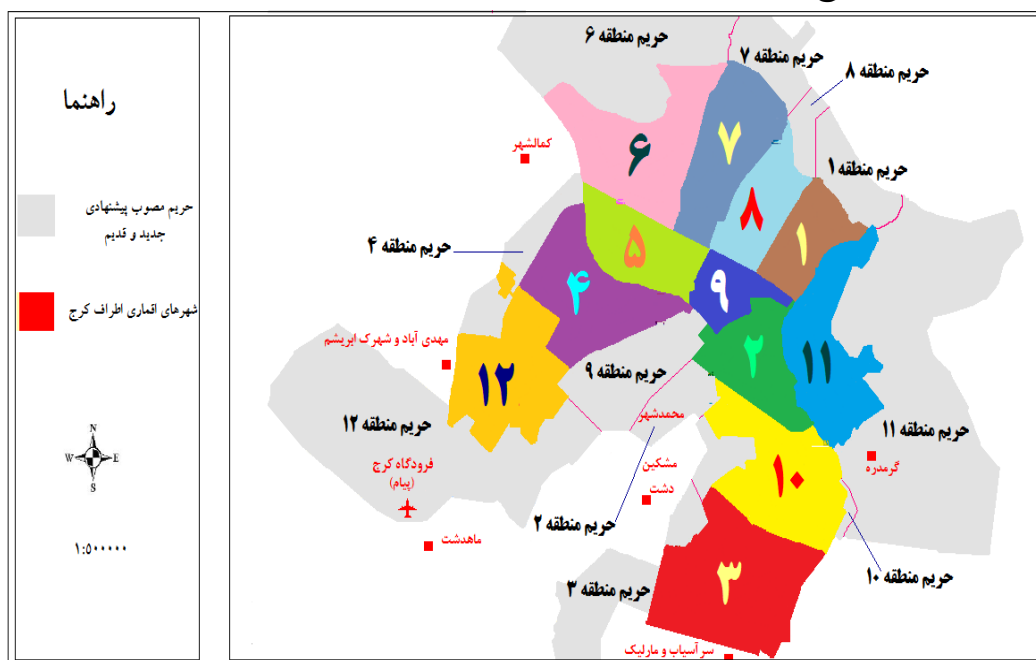 راهنما
حریم مصوب پیشنهادی
جدید و قدیم
شهرهای اقماری اطراف کرج
N
W E
S
۱:۵۰۰۰۰۰
حریم منطقه ۶
حریم منطقه ۷
حریم منطقه ۸
حریم منطقه ۱
کمالشهر
۶
۷
۸
۱
حریم منطقه ۴
۵
۴
۹
۲
۱۱
مهدی آباد و شهرک ابریشم
۱۲
حریم منطقه ۹
محمدشهر
حریم منطقه ۱۲
حریم منطقه ۱۱
گرمدره
فرودگاه کرج
(پیام)
مشکین
دشت
۱۰
حریم منطقه ۲
ماهدشت
حریم منطقه ۱۰
حریم منطقه ۳
۳
سرآسیاب و مارلیک